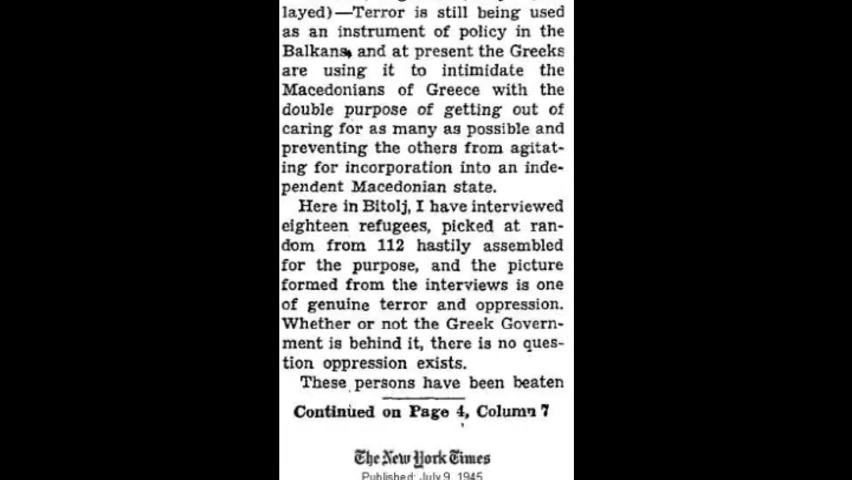 layed)—Terror is still being used
as an instrument of policy in the
Balkans, and at present the Greeks
are using it to intimidate the
Macedonians of Greece with the
double purpose of getting out of
caring for as many as possible and
preventing the others from agitat-
ing for incorporation into an inde-
pendent Macedonian state.
Here in Bitolj, I have interviewed
eighteen refugees, picked at ran-
dom from 112 hastily assembled
for the purpose, and the picture
formed from the interviews is one
of genuine terror and oppression.
Whether or not the Greek Govern-
ment is behind it, there is no ques-
tion oppression exists.
These persons have been beaten
Continued on Page 4, Column 7
The New York Times
Published: July 9, 1945